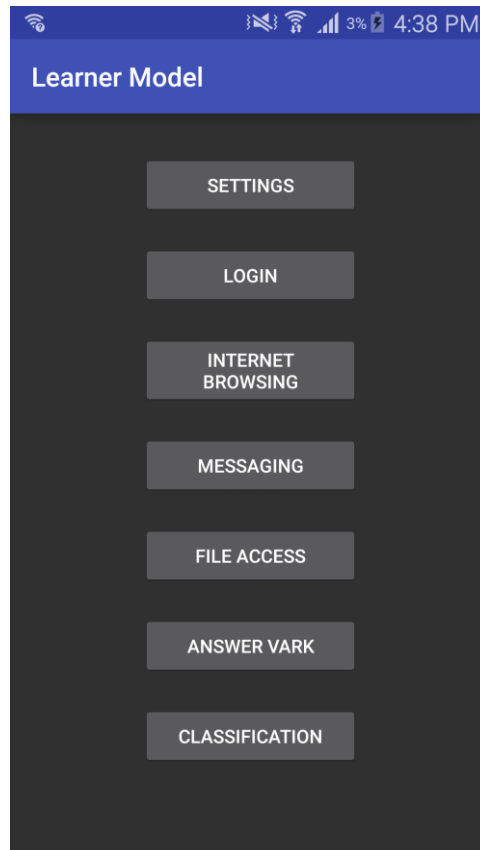 3% 4:38 PM
Learner Model
SETTINGS
LOGIN
INTERNET
BROWSING
MESSAGING
FILE ACCESS
ANSWER VARK
CLASSIFICATION